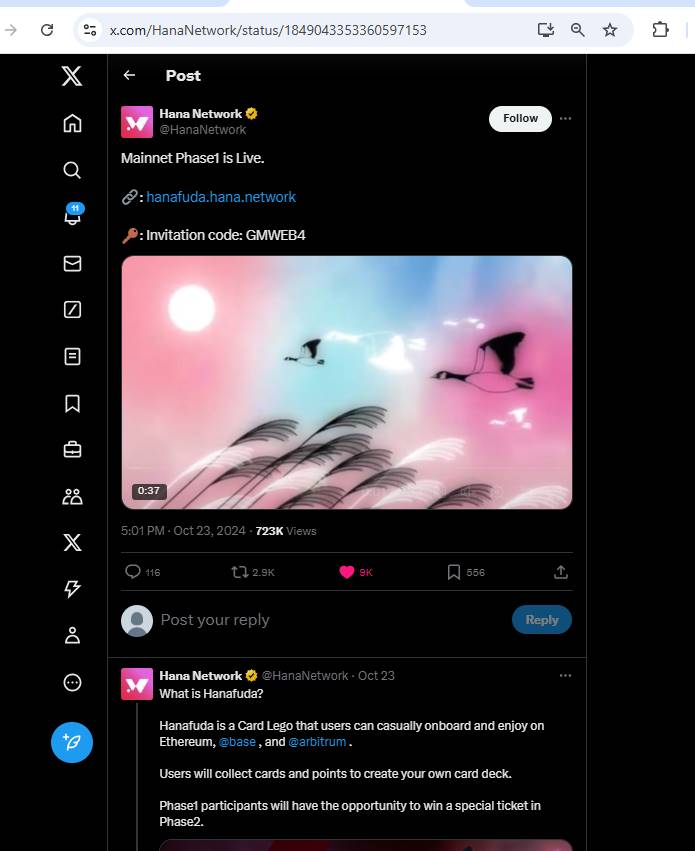 x.com/HanaNetwork/status/1849043353360597153
Post
Hana Network
@HanaNetwork
Follow
Mainnet Phase1 is Live.
🔗: hanafuda.hana.network
🔑: Invitation code: GMWEB4
0:37
5:01 PM · Oct 23, 2024 · 723K Views
116 2.9K 9K 556
Post your reply
Reply
11
Hana Network @HanaNetwork · Oct 23
What is Hanafuda?
Hanafuda is a Card Lego that users can casually onboard and enjoy on
Ethereum, @base , and @arbitrum .
Users will collect cards and points to create your own card deck.
Phase1 participants will have the opportunity to win a special ticket in
Phase2.